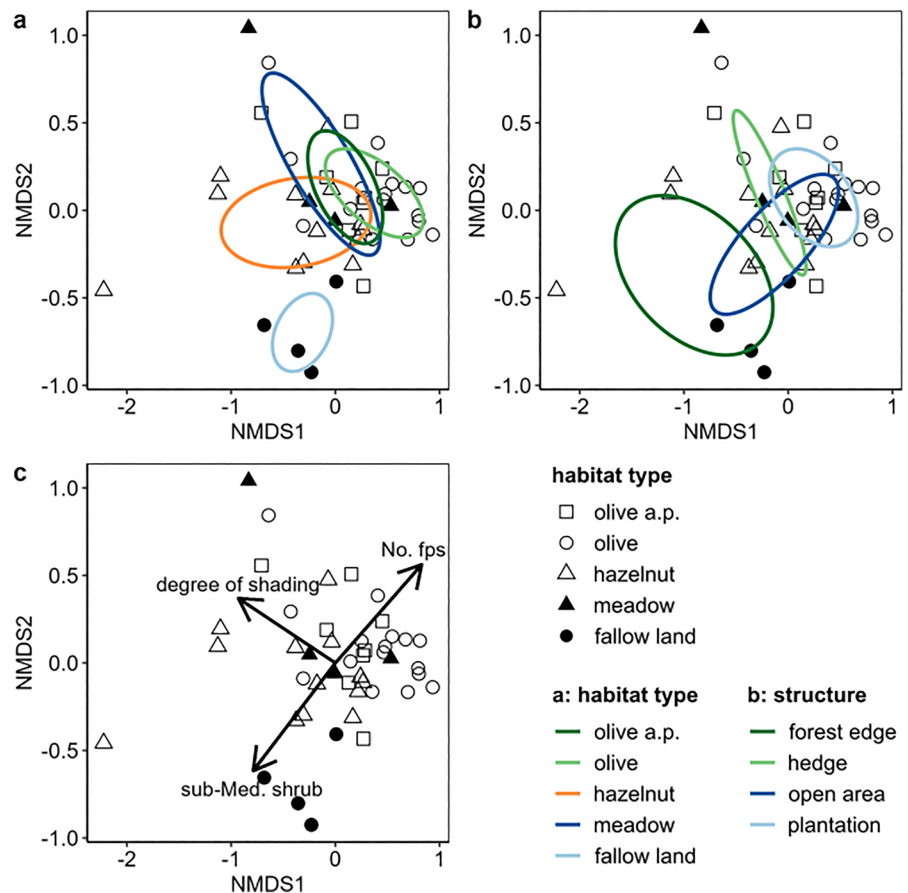 a
b
1.0
0.5
0.0
-0.5
-1.0
NMDS2
-2
-1
0
1
NMDS1
1.0
0.5
0.0
-0.5
-1.0
NMDS2
-2
-1
0
1
NMDS1
c
1.0
0.5
0.0
-0.5
-1.0
NMDS2
No. fps
degree of shading
sub-Med. shrub
-2
-1
0
1
NMDS1
habitat type
olive a.p.
olive
hazelnut
meadow
fallow land
a: habitat type
olive a.p.
olive
hazelnut
meadow
fallow land
b: structure
forest edge
hedge
open area
plantation